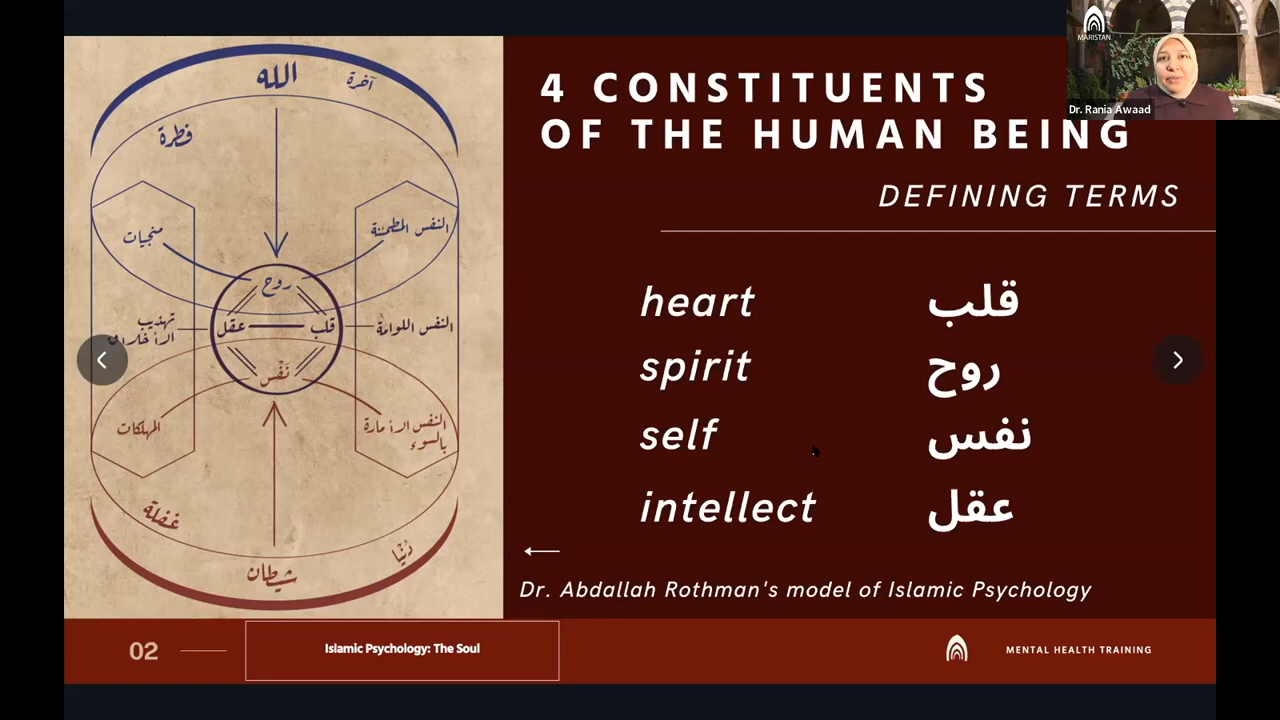 الله
آخرة
فطرة
منجيات
النفس المطمئنة
روح
عقل
قلب
نَفْس
تهذيب
الأخلاق
النفس اللوامة
المهلكات
النفس الأمارة
بالسوء
غفلة
دُنْيا
شيطان
4 CONSTITUENTS
OF THE HUMAN BEING
DEFINING TERMS
heart قلب
spirit روح
self نفس
intellect عقل
Dr. Abdallah Rothman's model of Islamic Psychology
02
Islamic Psychology: The Soul
MENTAL HEALTH TRAINING
MARISTAN
Dr. Rania Awaad